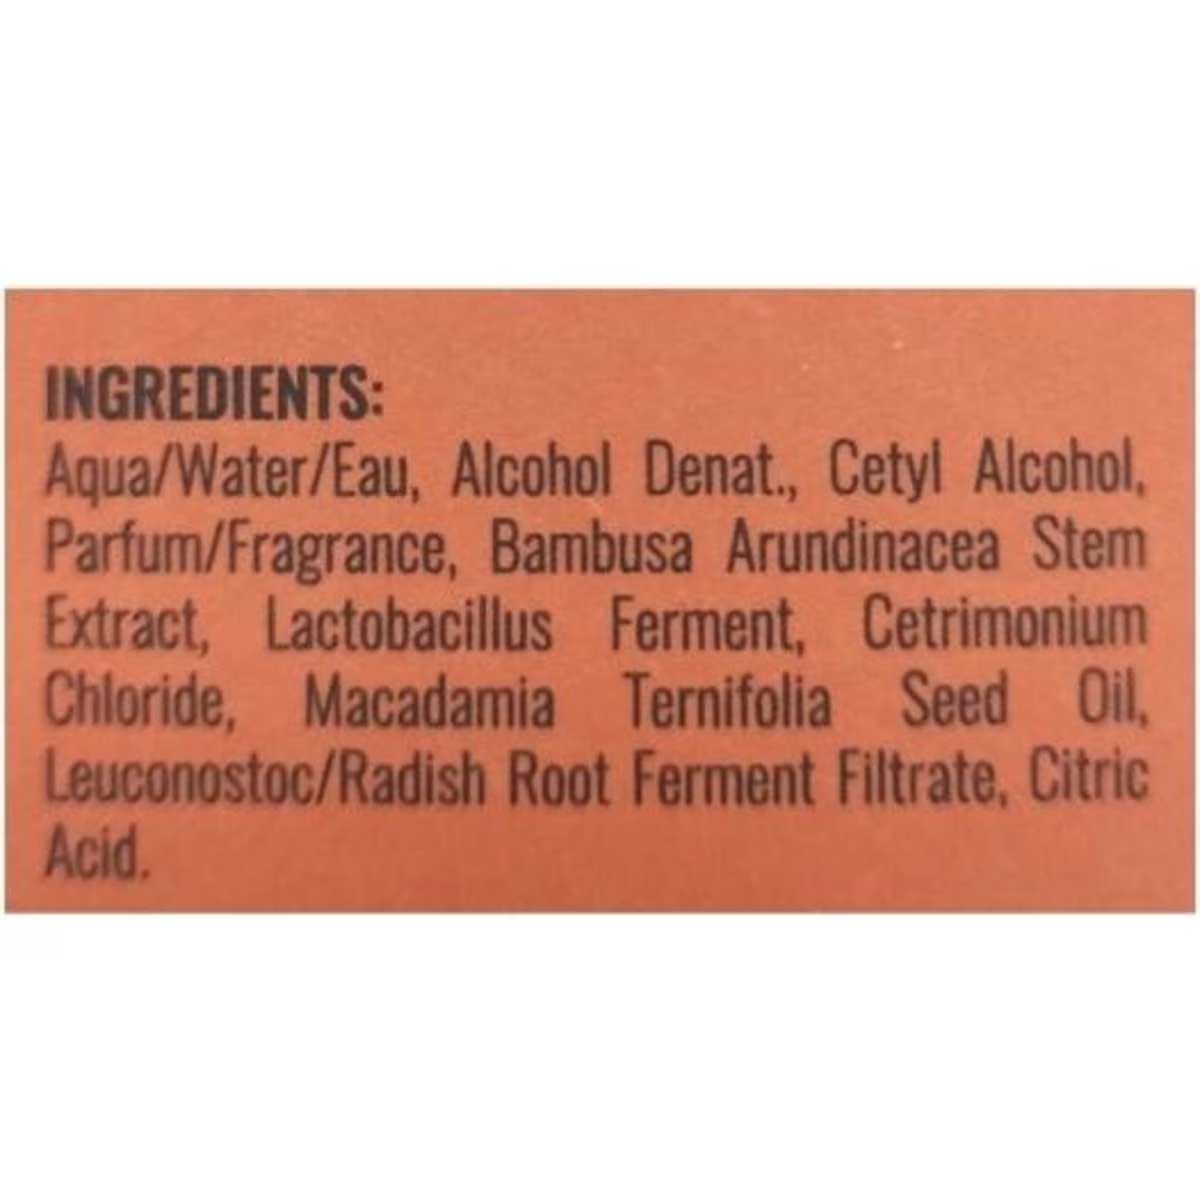 INGREDIENTS:
Aqua/Water/Eau, Alcohol Denat., Cetyl Alcohol,
Parfum/Fragrance, Bambusa Arundinacea Stem
Extract, Lactobacillus Ferment, Cetrimonium
Chloride, Macadamia Ternifolia Seed Oil,
Leuconostoc/Radish Root Ferment Filtrate, Citric
Acid.